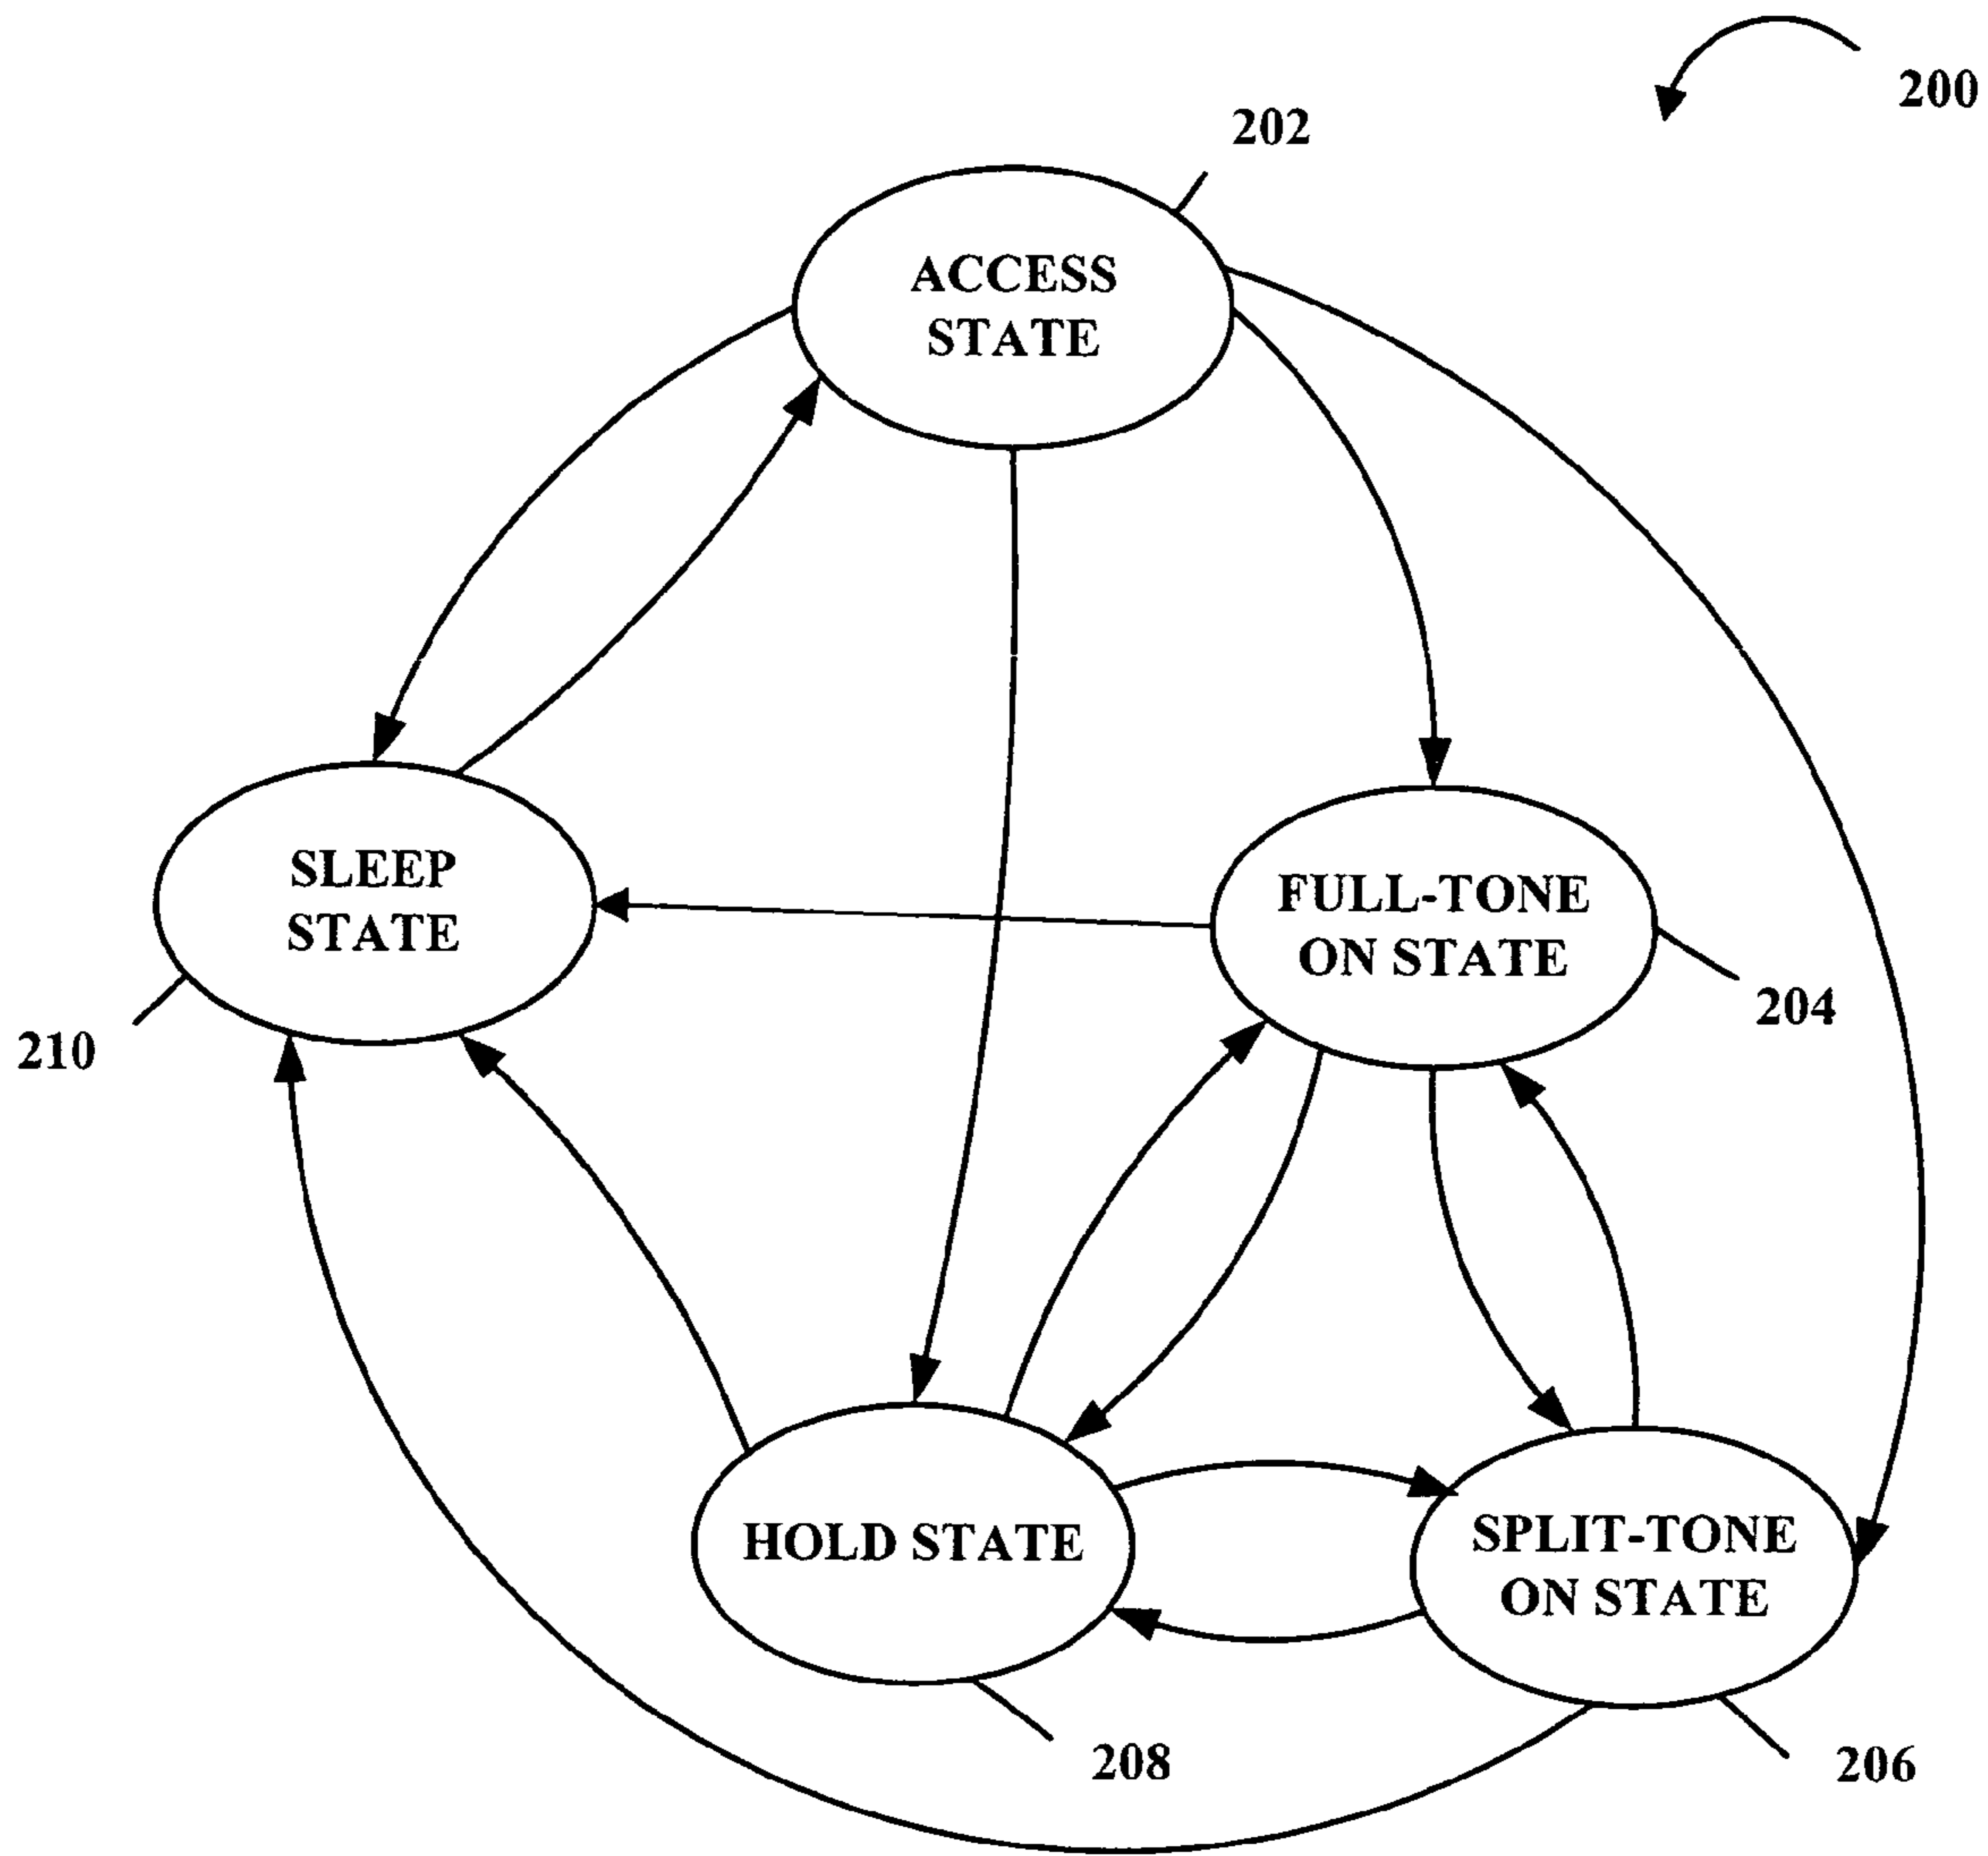 200
202
ACCESS
STATE
SLEEP
STATE
FULL-TONE
ON STATE
204
210
HOLD STATE
SPLIT-TONE
ON STATE
208
206